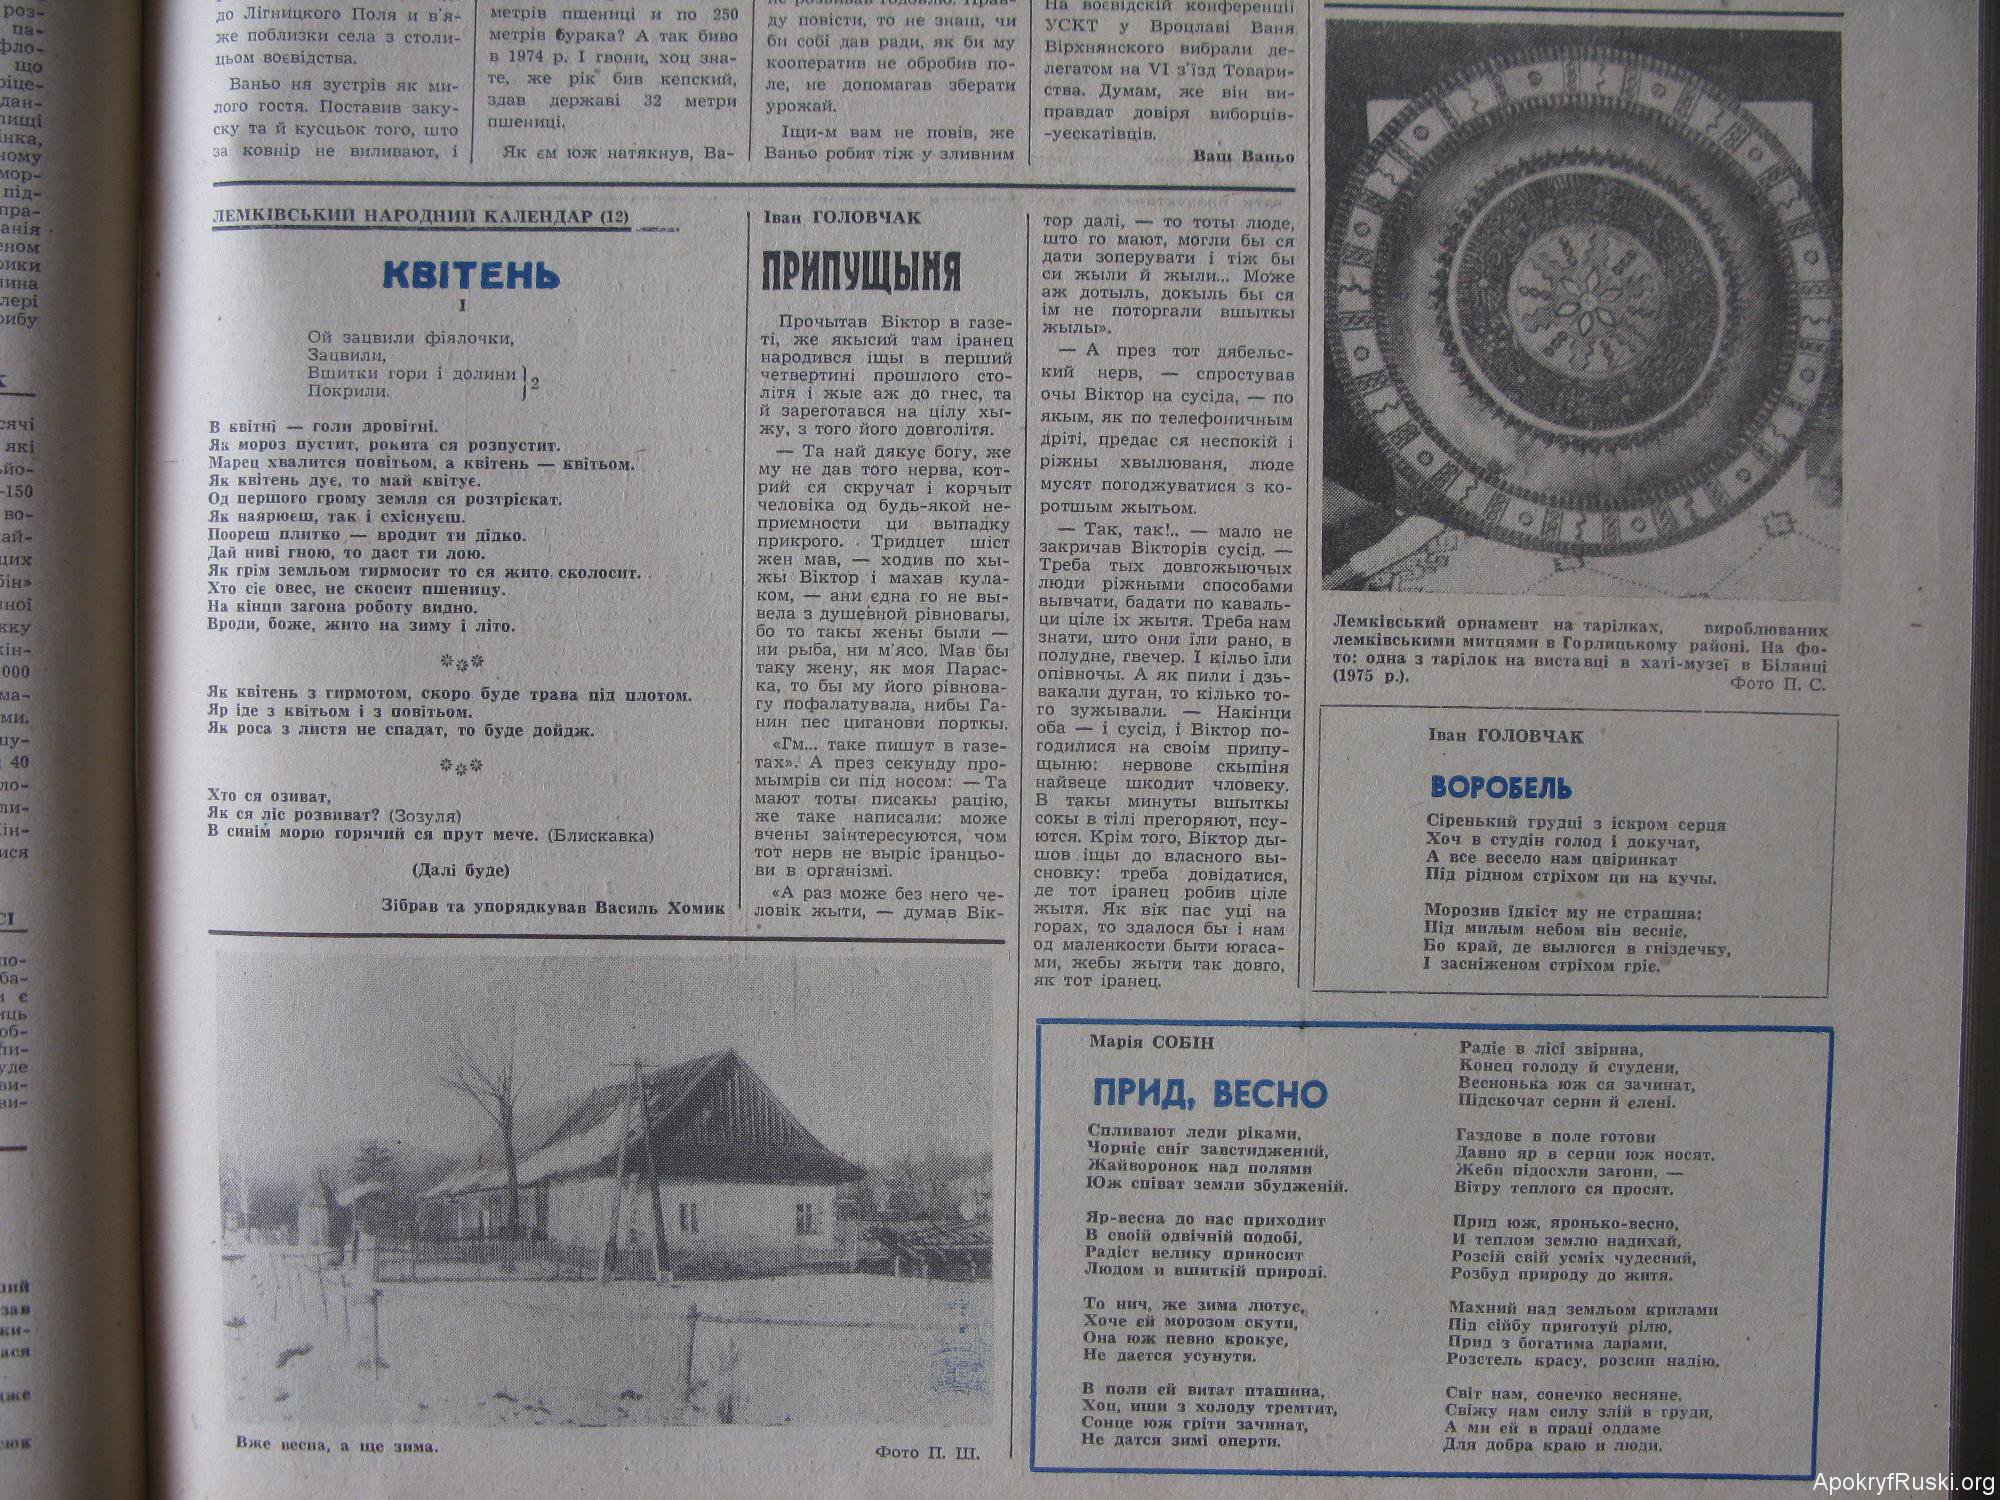 до Лігницкого Поля и в'я-
же поблизки села з столи-
цьом воєвідства.
Ваньо ня зустрів як ми-
лого гостя. Поставив заку-
ску та й кусцьок того, што
за ковнір не виливают, і
метрів пшениці и по 250
метрів бурака? А так биво
в 1974 р. І гвони, хоц зна-
те, же рік бив кепский,
здав державі 32 метри
пшениці.
Як єм юж натякнув, Ва-
ду повісти, то не знаш, чи
би собі дав ради, як би му
кооператив не обробив по-
ле, не допомагав зберати
урожай.
Іщи-м вам не повів, же
Ваньо робит тіж у зливним
На воєвідскій конференції
УСКТ у Вроцлаві Ваня
Вірхнянского вибрали де-
легатом на VI з'їзд Товари-
ства. Думам, же він ви-
правдат довіря виборців-
-ускатівців.
Ваш Ваньо
ЛЕМКІВСЬКИЙ НАРОДНИЙ КАЛЕНДАР (12)
КВІТЕНЬ
I
Ой зацвили фіялочки,
Зацвили,
Вшитки гори і долини
Покрили. } 2
В квітні — голи дровітні.
Як мороз пустит, рокита ся розпустит.
Марец хвалится повітьом, а квітень — квітьом.
Як квітень дує, то май квітує.
Од першого грому земля ся розтріскат.
Як наярюєш, так і схіснуєш.
Поореш плитко — вродит ти дідко.
Дай ниві гною, то даст ти лою.
Як грім земльом тирмосит то ся жито сколосит.
Хто сіє овес, не скосит пшеницу.
На кінци загона роботу видно.
Вроди, боже, жито на зиму і літо.
***
Як квітень з гирмотом, скоро буде трава під плотом.
Яр іде з квітьом і з повітьом.
Як роса з листя не спадат, то буде дойдж.
***
Хто ся озиват,
Як ся ліс розвиват? (Зозуля)
В синім морю горячий ся прут мече. (Блискавка)
(Далі буде)
Зібрав та упорядкував Василь Хомик
Іван ГОЛОВЧАК
ПРИПУЩЫНЯ
Прочытав Віктор в газе-
ті, же якысий там іранец
народився іщы в перший
четвертині прошлого сто-
літя і жыє аж до гнес, та
й зареготався на цілу хы-
жу, з того його довголітя.
— Та най дякує богу, же
му не дав того нерва, кот-
рий ся скручат і корчыт
человіка од будь-якой не-
приємности ци выпадку
прикрого. Тридцет шіст
жен мав, — ходив по хы-
жы Віктор і махав кула-
ком, — ани єдна го не вы-
вела з душевной рівновагы,
бо то такы жены были —
ни рыба, ни м'ясо. Мав бы
таку жену, як моя Парас-
ка, то бы му його рівнова-
гу пофалатувала, нибы Га-
нин пес циганови порткы.
«Гм... таке пишут в газе-
тах». А през секунду про-
мымрів си під носом: — Та
мают тоты писакы рацію,
же таке написали: може
вчены заінтересуются, чом
тот нерв не выріс іранцьо-
ви в організмі.
«А раз може без него че-
ловік жыти, — думав Вік-
тор далі, — то тоты люде,
што го мают, могли бы ся
дати зоперувати і тіж бы
си жыли й жыли... Може
аж дотыль, докыль бы ся
ім не поторгали вшыткы
жылы».
— А през тот дябельс-
кий нерв, — спростував
очы Віктор на сусіда, — по
якым, як по телефоничным
дріті, предає ся неспокій і
ріжны хвылюваня, люде
мусят погоджуватися з ко-
ротшым жытьом.
— Так, так!.. — мало не
закричав Вікторів сусід. —
Треба тых довгожыючых
люди ріжными способами
вывчати, бадати по каваль-
ци ціле іх жытя. Треба нам
знати, што они їли рано, в
полудне, гвечер. І кільо їли
опівночы. А як пили і дзь-
вакали дуган, то кілько то-
го зужывали. — Накінци
оба — і сусід, і Віктор по-
годилися на своїм припу-
щыню: нервове скыпіня
найвеце шкодит чловеку.
В такы минуты вшыткы
сокы в тілі прегоряют, псу-
ются. Крім того, Віктор ды-
шов іщы до власного вы-
сновку: треба довідатися,
де тот іранец робив ціле
жытя. Як вік пас уці на
горах, то здалося бы і нам
од маленкости быти югаса-
ми, жебы жыти так довго,
як тот іранец.
Лемківський орнамент на тарілках, вироблюваних
лемківськими митцями в Горлицькому районі. На фо-
то: одна з тарілок на виставці в хаті-музеї в Білянці
(1975 р.).
Фото П. С.
Іван ГОЛОВЧАК
ВОРОБЕЛЬ
Сіренький грудці з іскром серця
Хоч в студін голод і докучат,
А все весело нам цвіринкат
Під рідном стріхом ци на кучы.
Морозив їдкіст му не страшна;
Під милым небом він весніє,
Бо край, де вылюгся в гніздечку,
І засніженом стріхом гріє.
Вже весна, а ще зима.
Фото П. Ш.
Марія СОБІН
ПРИД, ВЕСНО
Спливают леди ріками,
Чорніє сніг завстиджений,
Жайворонок над полями
Юж співат земли збудженій.
Яр-весна до нас приходит
В своїй одвічній подобі,
Радіст велику приносит
Людом и вшиткій природі.
То нич, же зима лютує,
Хоче ей морозом скути,
Она юж певно крокує,
Не дается усунути.
В поли ей витат пташина,
Хоц, ищи з холоду тремтит,
Сонце юж гріти зачинат,
Не датся зимі оперти.
Радіє в лісі звірина,
Конец голоду й студени,
Веснонька юж ся зачинат,
Підскочат серни й елені.
Газдове в поле готови
Давно яр в серци юж носят.
Жеби підосхли загони, —
Вітру теплого ся просят.
Прид юж, яронько-весно,
И теплом землю надихай,
Розсій свій усміх чудесний,
Розбуд природу до житя.
Махний над земльом крилами
Під сійбу приготуй рілю,
Прид з богатима дарами,
Розстель красу, розсип надію.
Світ нам, сонечко весняне,
Свіжу нам силу злій в груди,
А ми ей в праці оддаме
Для добра краю и люди.
ApokryfRuski.org